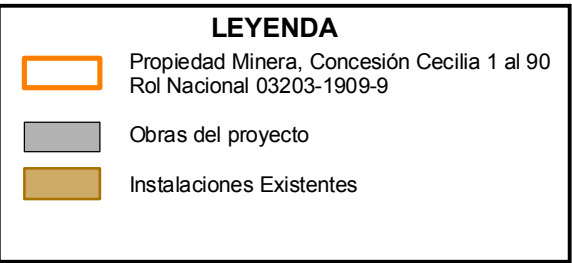 LEYENDA
Propiedad Minera, Concesión Cecilia 1 al 90
Rol Nacional 03203-1909-9
Obras del proyecto
Instalaciones Existentes